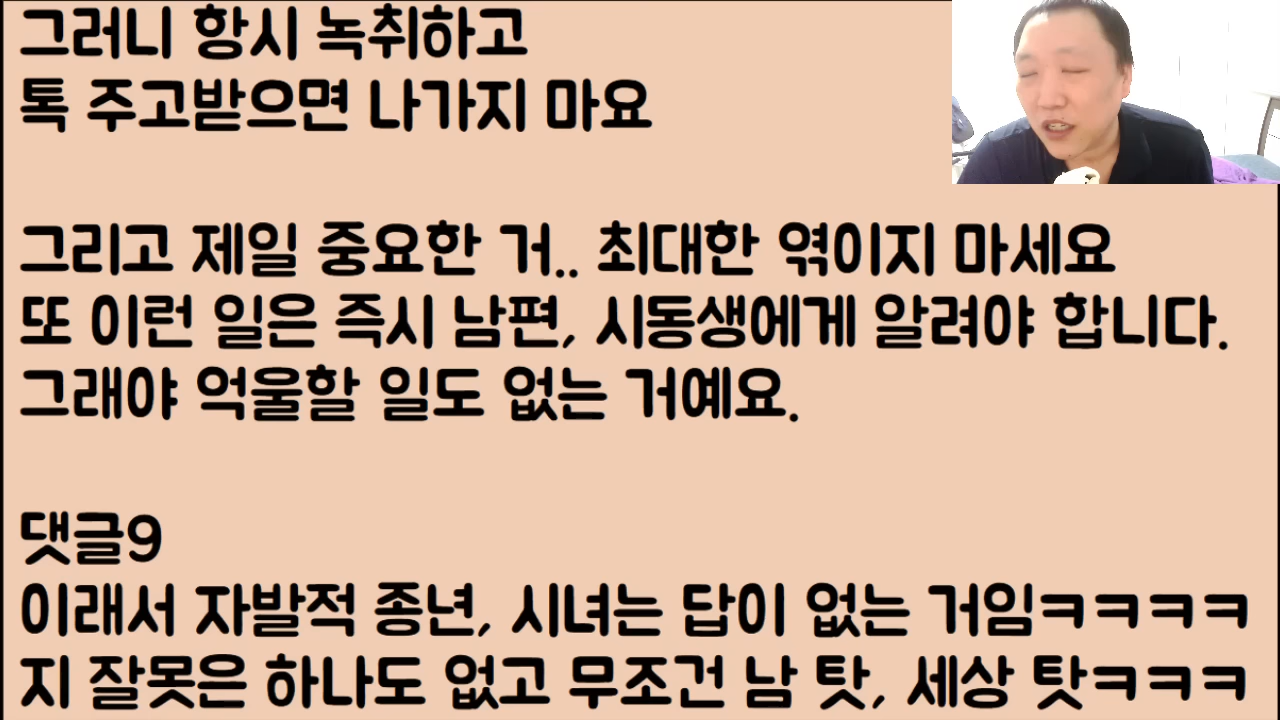 그러니 항시 녹취하고
톡 주고받으면 나가지 마요
그리고 제일 중요한 거.. 최대한 엮이지 마세요
또 이런 일은 즉시 남편, 시동생에게 알려야 합니다.
그래야 억울할 일도 없는 거예요.
댓글9
이래서 자발적 종년, 시녀는 답이 없는 거임ㅋㅋㅋㅋ
지 잘못은 하나도 없고 무조건 남 탓, 세상 탓ㅋㅋㅋ